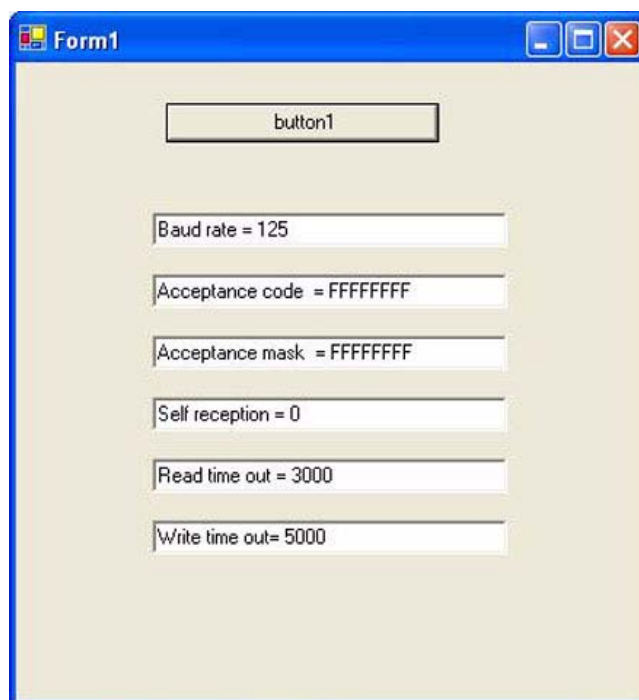 Form1
button1
Baud rate = 125
Acceptance code  = FFFFFFFF
Acceptance mask  = FFFFFFFF
Self reception = 0
Read time out = 3000
Write time out= 5000